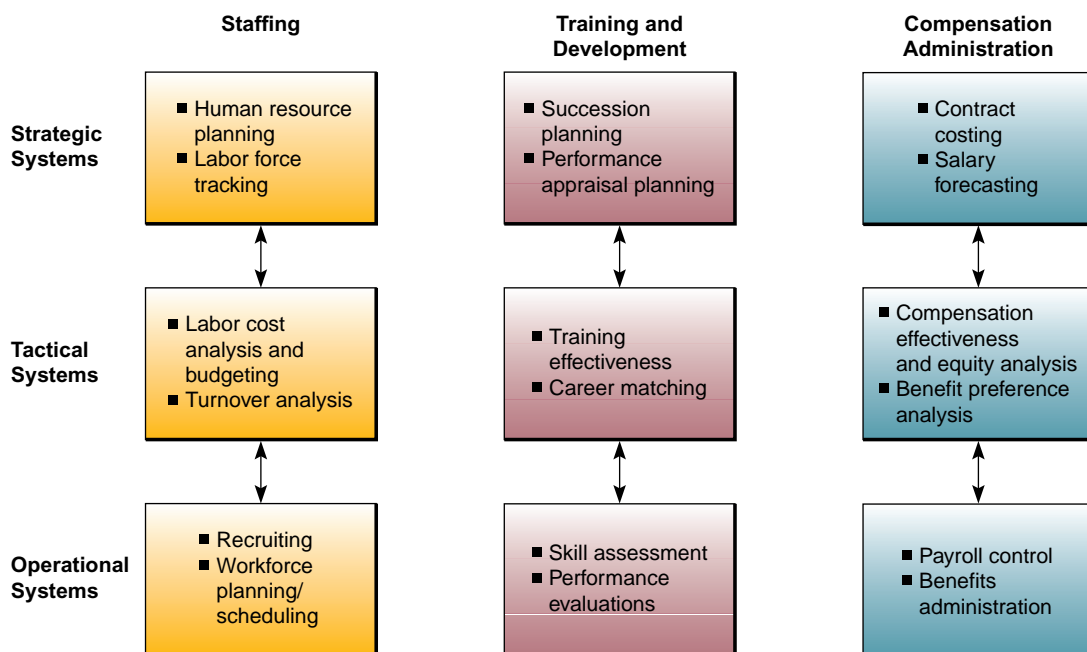 Staffing
Training and
Development
Compensation
Administration
Strategic
Systems
■ Human resource
planning
■ Labor force
tracking
■ Succession
planning
■ Performance
appraisal planning
■ Contract
costing
■ Salary
forecasting
Tactical
Systems
■ Labor cost
analysis and
budgeting
■ Turnover analysis
■ Training
effectiveness
■ Career matching
■ Compensation
effectiveness
and equity analysis
■ Benefit preference
analysis
Operational
Systems
■ Recruiting
■ Workforce
planning/
scheduling
■ Skill assessment
■ Performance
evaluations
■ Payroll control
■ Benefits
administration